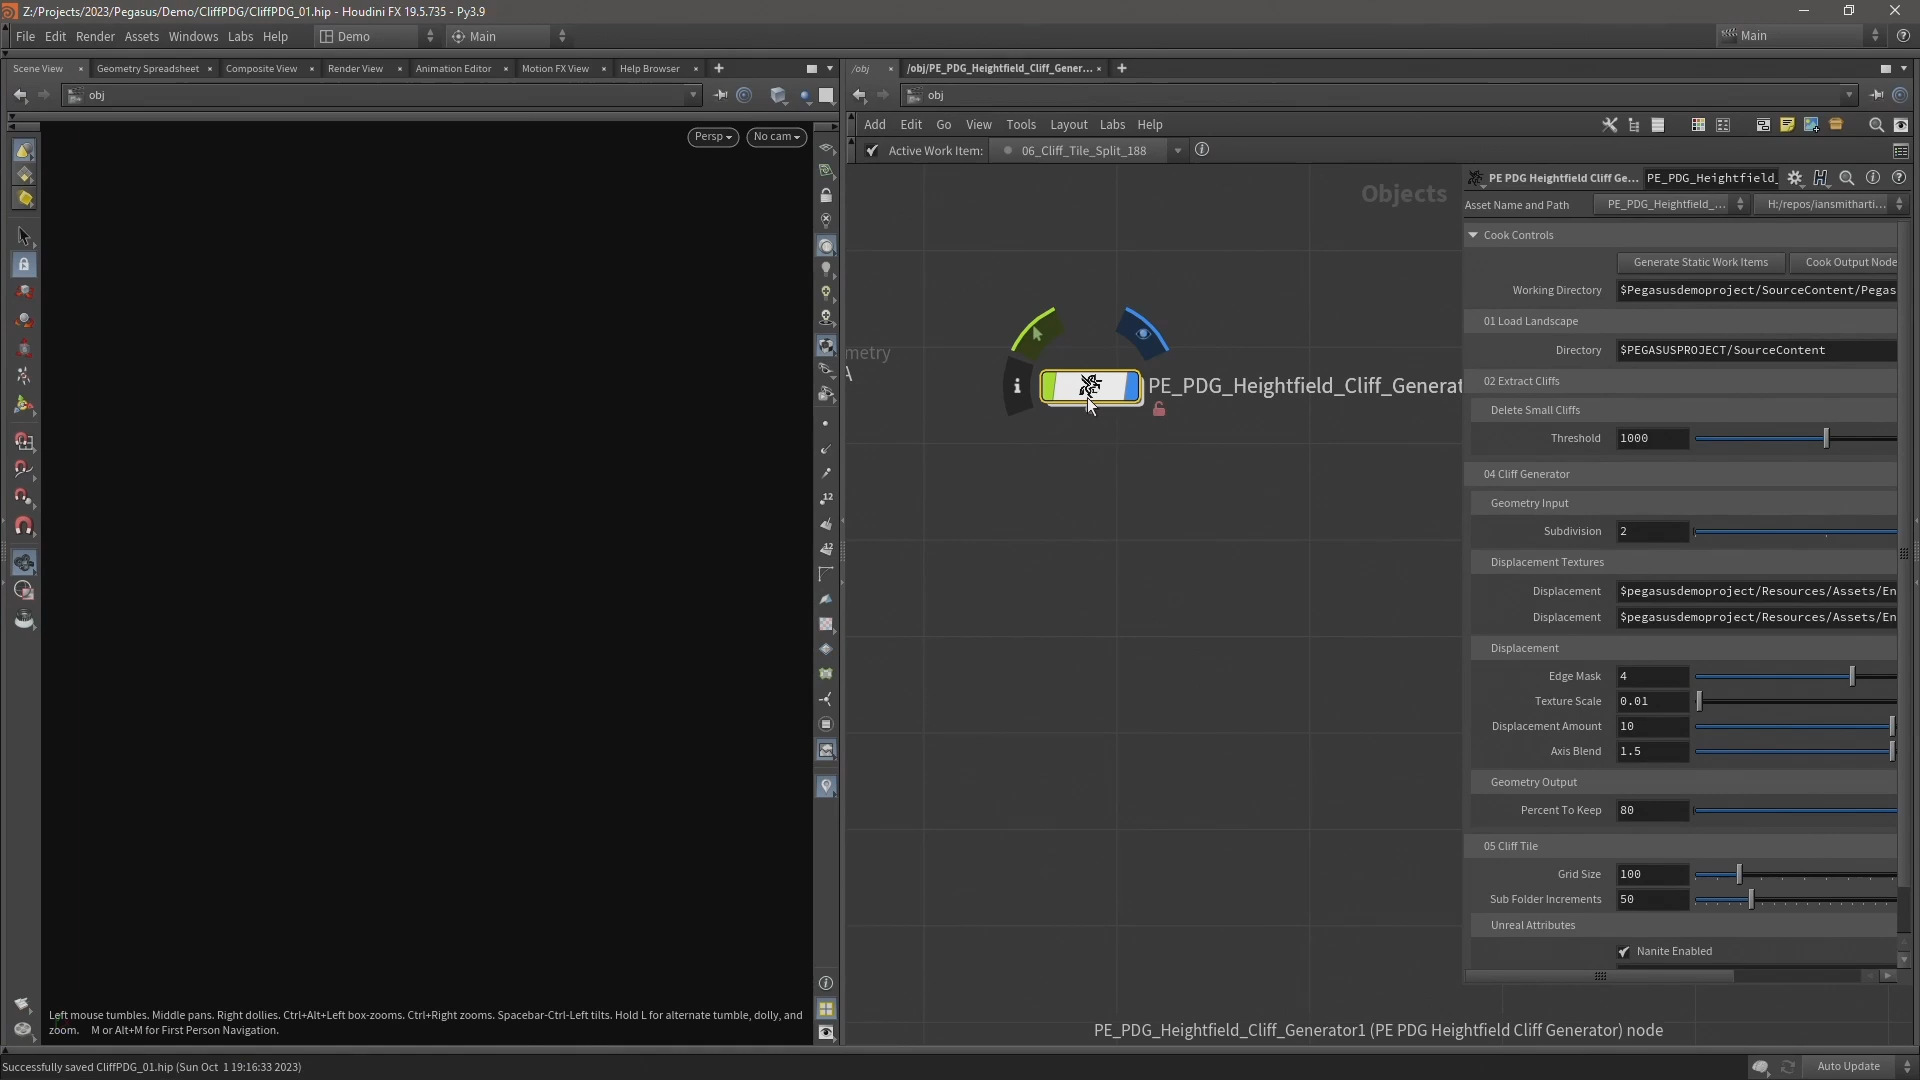 Z:/Projects/2023/Pegasus/Demo/CliffPDG/CliffPDG_01.hip - Houdini FX 19.5.735 - Py3.9
File Edit Render Assets Windows Labs Help Demo Main Main
Scene View Geometry Spreadsheet Composite View Render View Animation Editor Motion FX View Help Browser
/obj /obj/PE_PDG_Heightfield_Cliff_Gener...
obj
obj
Persp No cam
Add Edit Go View Tools Layout Labs Help
Active Work Item: 06_Cliff_Tile_Split_188
Objects
PE PDG Heightfield Cliff Ge... PE_PDG_Heightfield_
Asset Name and Path PE_PDG_Heightfield_... H:/repos/iansmitharti...
Cook Controls
Generate Static Work Items Cook Output Node
Working Directory $Pegasusdemoproject/SourceContent/Pegas
01 Load Landscape
Directory $PEGASUSPROJECT/SourceContent
02 Extract Cliffs
Delete Small Cliffs
Threshold 1000
04 Cliff Generator
Geometry Input
Subdivision 2
Displacement Textures
Displacement $pegasusdemoproject/Resources/Assets/En
Displacement $pegasusdemoproject/Resources/Assets/En
Displacement
Edge Mask 4
Texture Scale 0.01
Displacement Amount 10
Axis Blend 1.5
Geometry Output
Percent To Keep 80
05 Cliff Tile
Grid Size 100
Sub Folder Increments 50
Unreal Attributes
Nanite Enabled
metry
A
PE_PDG_Heightfield_Cliff_Generat
12
12
Left mouse tumbles. Middle pans. Right dollies. Ctrl+Alt+Left box-zooms. Ctrl+Right zooms. Spacebar-Ctrl-Left tilts. Hold L for alternate tumble, dolly, and
zoom. M or Alt+M for First Person Navigation.
PE_PDG_Heightfield_Cliff_Generator1 (PE PDG Heightfield Cliff Generator) node
Successfully saved CliffPDG_01.hip (Sun Oct 1 19:16:33 2023)
Auto Update